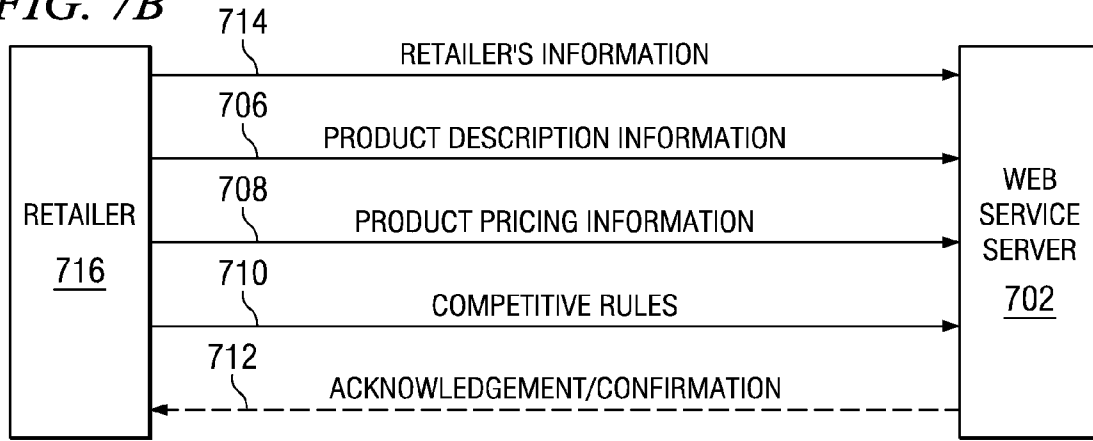 FIG. 7B
714
RETAILER'S INFORMATION
706
PRODUCT DESCRIPTION INFORMATION
708
PRODUCT PRICING INFORMATION
710
COMPETITIVE RULES
712
ACKNOWLEDGEMENT/CONFIRMATION
RETAILER
716
WEB
SERVICE
SERVER
702